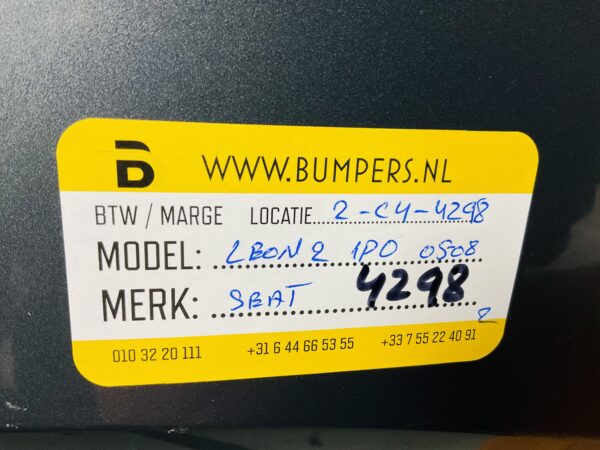 WWW.BUMPERS.NL
BTW / MARGE LOCATIE 2-C4-4298
MODEL: LEON 2 1P0 0508
MERK: SEAT 4298
2
010 32 20 111 +31 6 44 66 53 55 +33 7 55 22 40 91